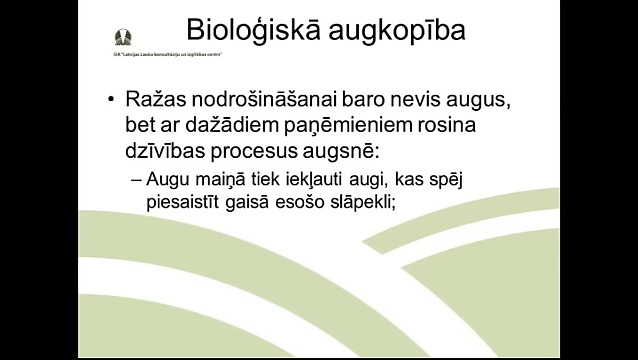 Bioloģiskā augkopība
SIA "Latvijas Lauku konsultāciju un izglītības centrs"
• Ražas nodrošināšanai baro nevis augus,
bet ar dažādiem paņēmieniem rosina
dzīvības procesus augsnē:
– Augu maiņā tiek iekļauti augi, kas spēj
piesaistīt gaisā esošo slāpekli;